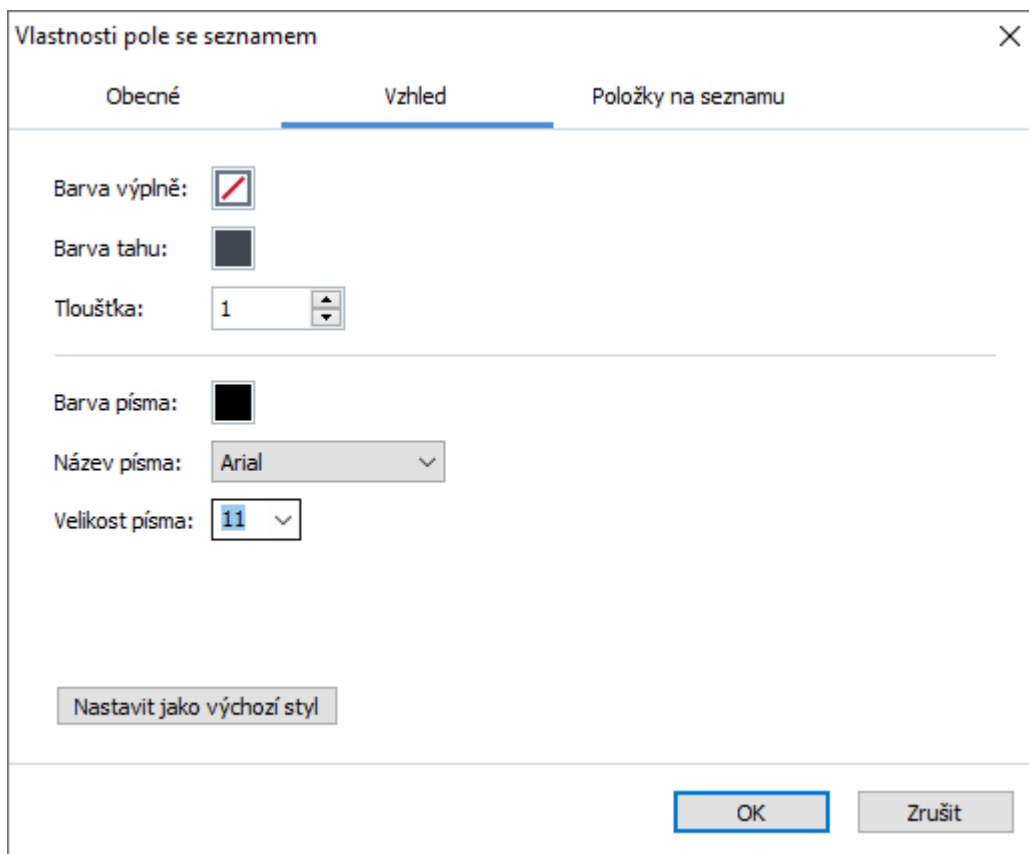 Vlastnosti pole se seznamem
Obecné Vzhled Položky na seznamu
Barva výplně:
Barva tahu:
Tloušťka: 1
Barva písma:
Název písma: Arial
Velikost písma: 11
Nastavit jako výchozí styl
OK Zrušit